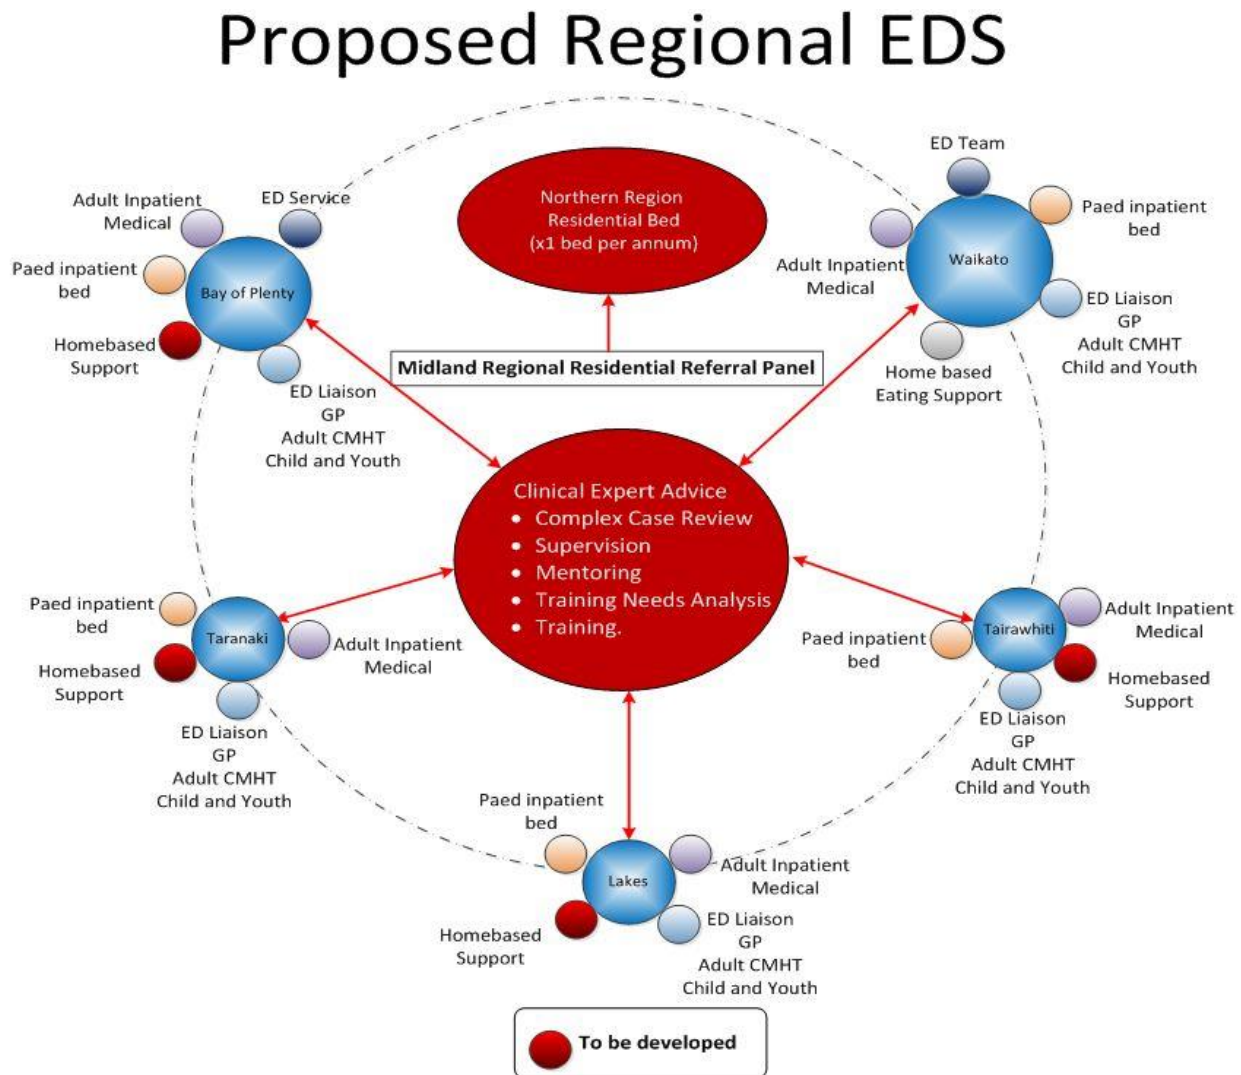 Proposed Regional EDS
ED Team
Adult Inpatient
Medical
ED Service
Northern Region
Residential Bed
(x1 bed per annum)
Paed inpatient
bed
Paed inpatient
bed
Bay of Plenty
Adult Inpatient
Medical
Waikato
Homebased
Support
ED Liaison
GP
Adult CMHT
Child and Youth
Midland Regional Residential Referral Panel
Home based
Eating Support
ED Liaison
GP
Adult CMHT
Child and Youth
Clinical Expert Advice
• Complex Case Review
• Supervision
• Mentoring
• Training Needs Analysis
• Training.
Paed inpatient
bed
Taranaki
Adult Inpatient
Medical
Homebased
Support
ED Liaison
GP
Adult CMHT
Child and Youth
Paed inpatient
bed
Tairawhiti
Adult Inpatient
Medical
Homebased
Support
ED Liaison
GP
Adult CMHT
Child and Youth
Paed inpatient
bed
Lakes
Adult Inpatient
Medical
Homebased
Support
ED Liaison
GP
Adult CMHT
Child and Youth
To be developed